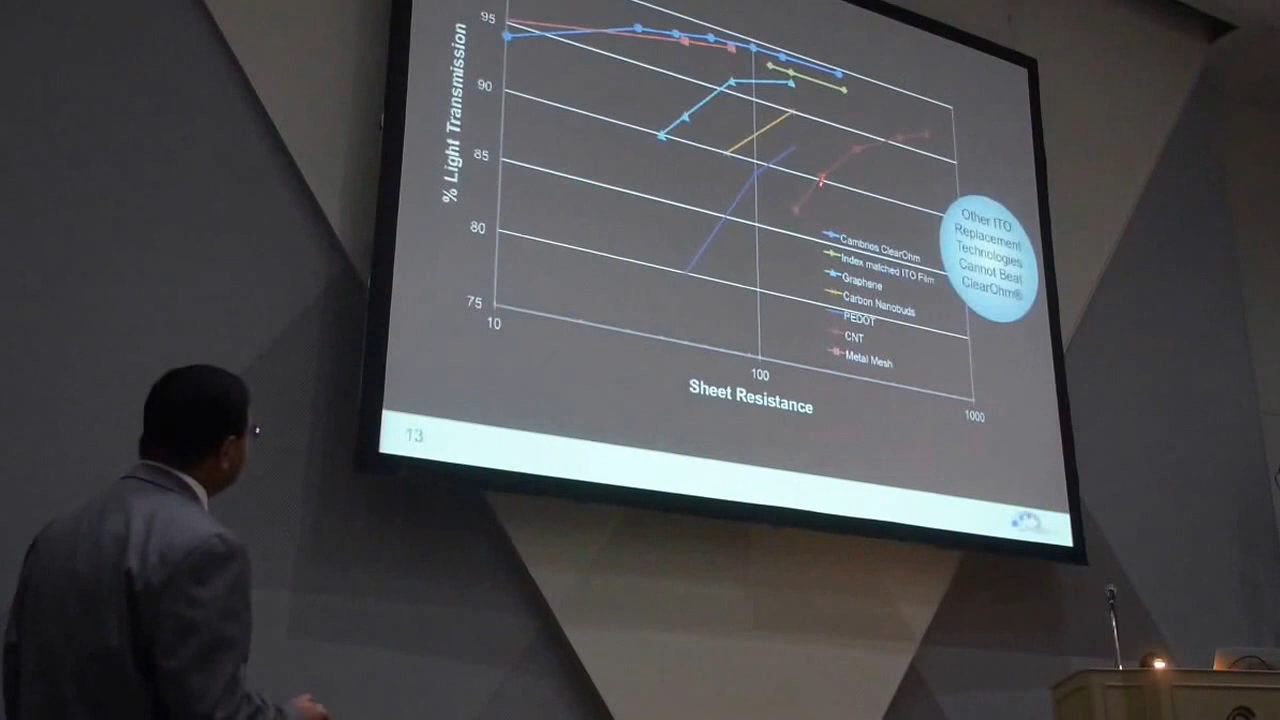 95
90
85
80
75
% Light Transmission
10
100
1000
Sheet Resistance
Cambrios ClearOhm
Index matched ITO Film
Graphene
Carbon Nanobuds
PEDOT
CNT
Metal Mesh
Other ITO
Replacement
Technologies
Cannot Beat
ClearOhm®
13